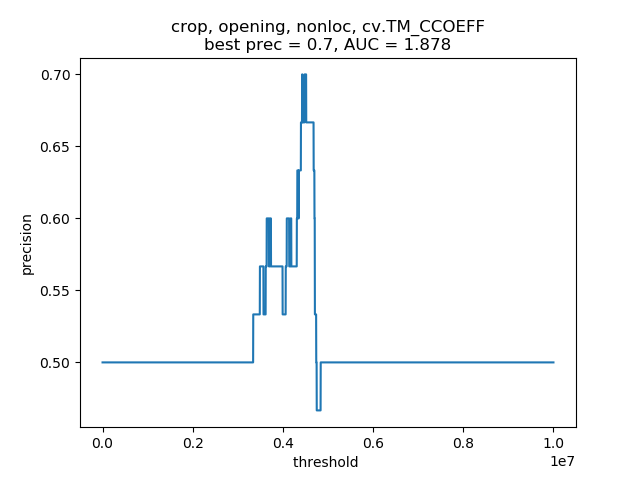 crop, opening, nonloc, cv.TM_CCOEFF
best prec = 0.7, AUC = 1.878
0.70
0.65
0.60
0.55
0.50
precision
0.0 0.2 0.4 0.6 0.8 1.0
1e7
threshold